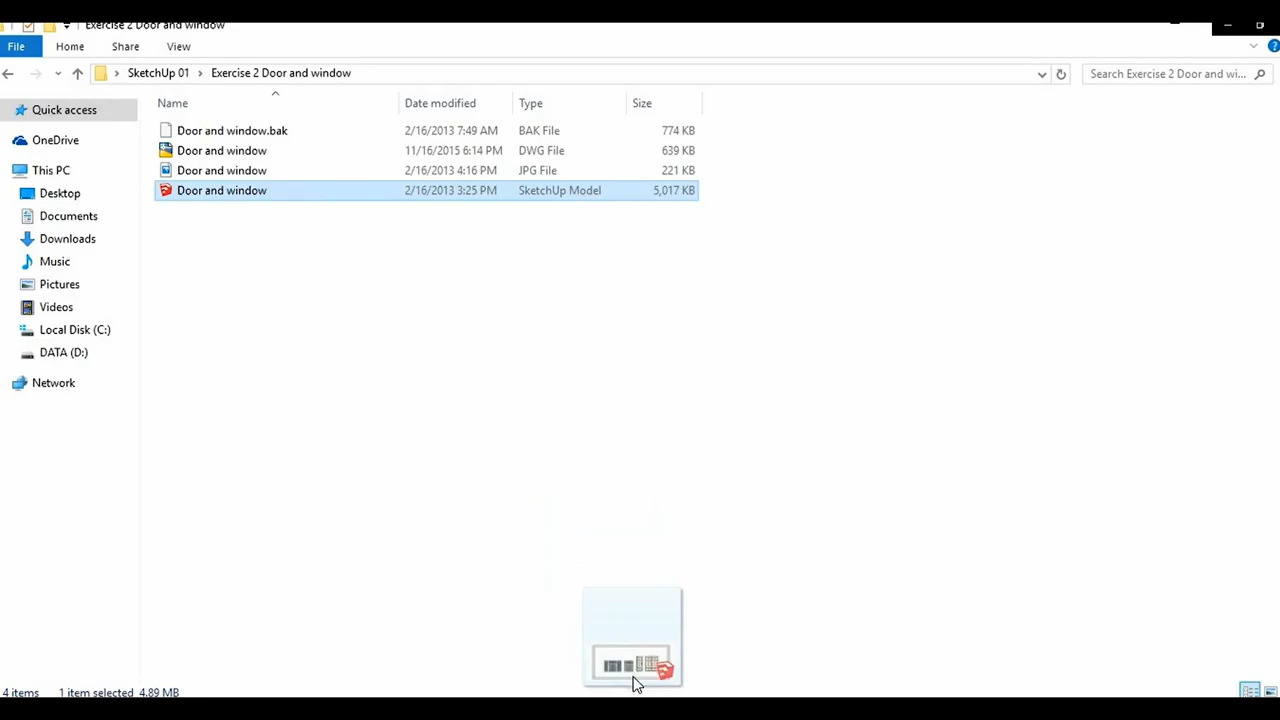 Exercise 2 Door and window
File Home Share View
SketchUp 01 Exercise 2 Door and window Search Exercise 2 Door and wi...
Name Date modified Type Size
Quick access
OneDrive
This PC
Desktop
Documents
Downloads
Music
Pictures
Videos
Local Disk (C:)
DATA (D:)
Network
Door and window.bak 2/16/2013 7:49 AM BAK File 774 KB
Door and window 11/16/2015 6:14 PM DWG File 639 KB
Door and window 2/16/2013 4:16 PM JPG File 221 KB
Door and window 2/16/2013 3:25 PM SketchUp Model 5,017 KB
4 items 1 item selected 4.89 MB